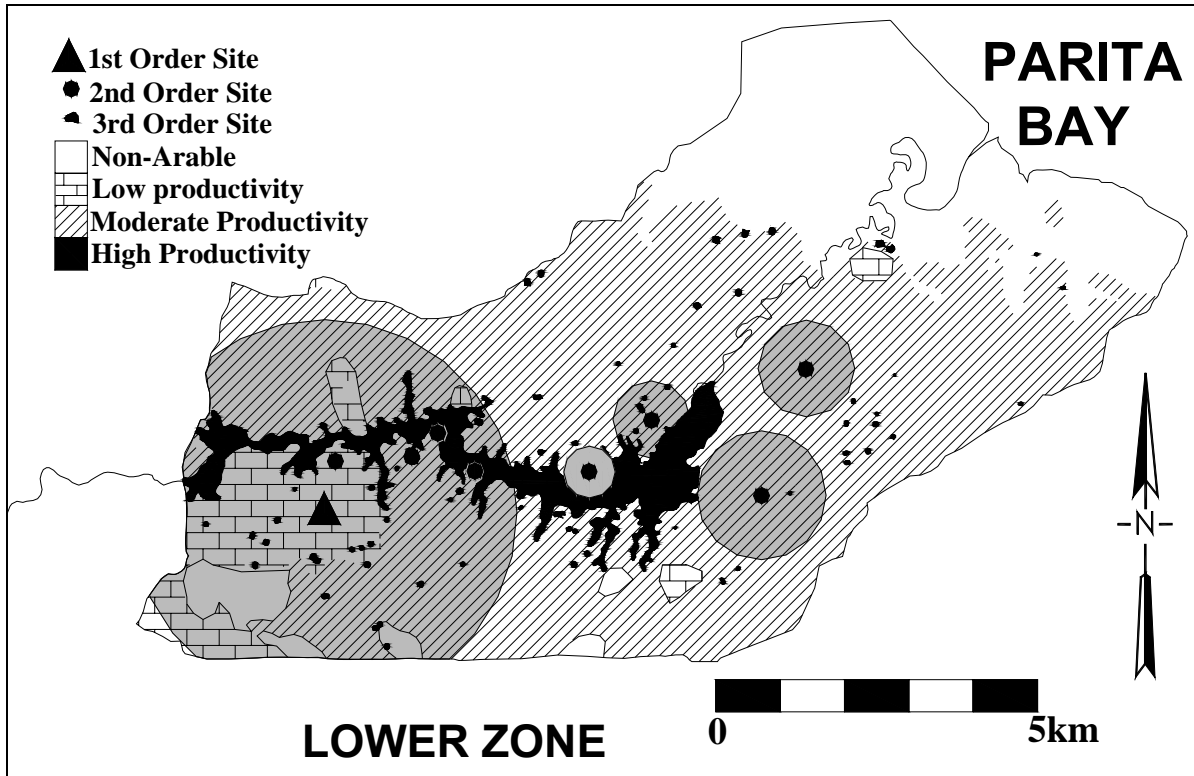 PARITA
BAY
1st Order Site
2nd Order Site
3rd Order Site
Non-Arable
Low productivity
Moderate Productivity
High Productivity
N
0
5km
LOWER ZONE